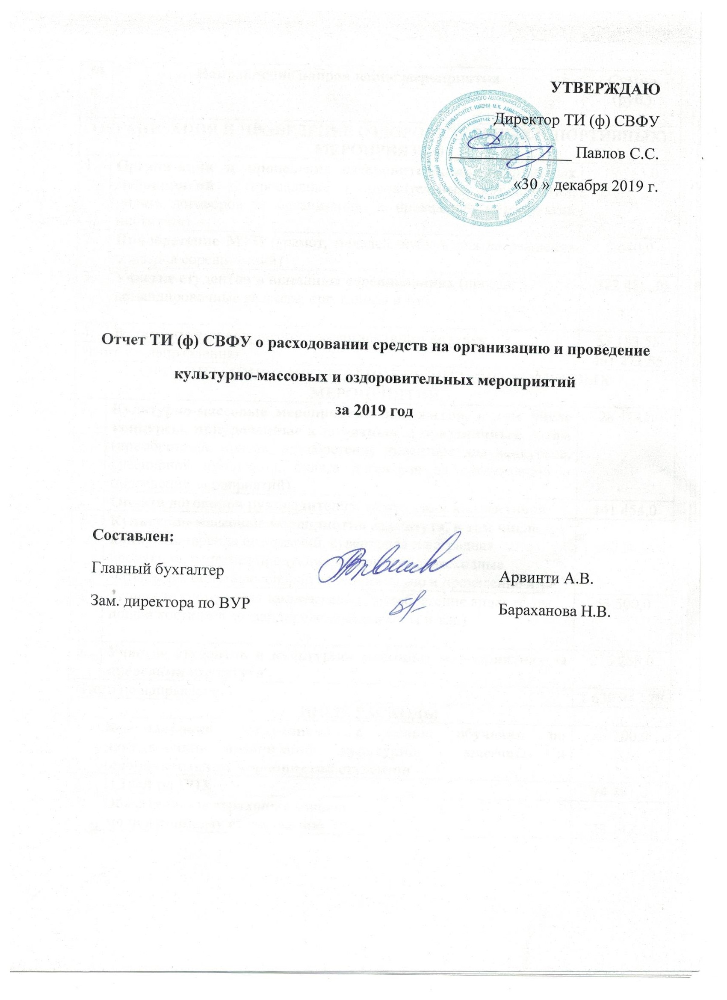 УТВЕРЖДАЮ
Директор ТИ (ф) СВФУ
Павлов С.С.
«30 » декабря 2019 г.
Отчет ТИ (ф) СВФУ о расходовании средств на организацию и проведение
культурно-массовых и оздоровительных мероприятий
за 2019 год
Составлен:
Главный бухгалтер
Арвинти А.В.
Зам. директора по ВУР
Бараханова Н.В.